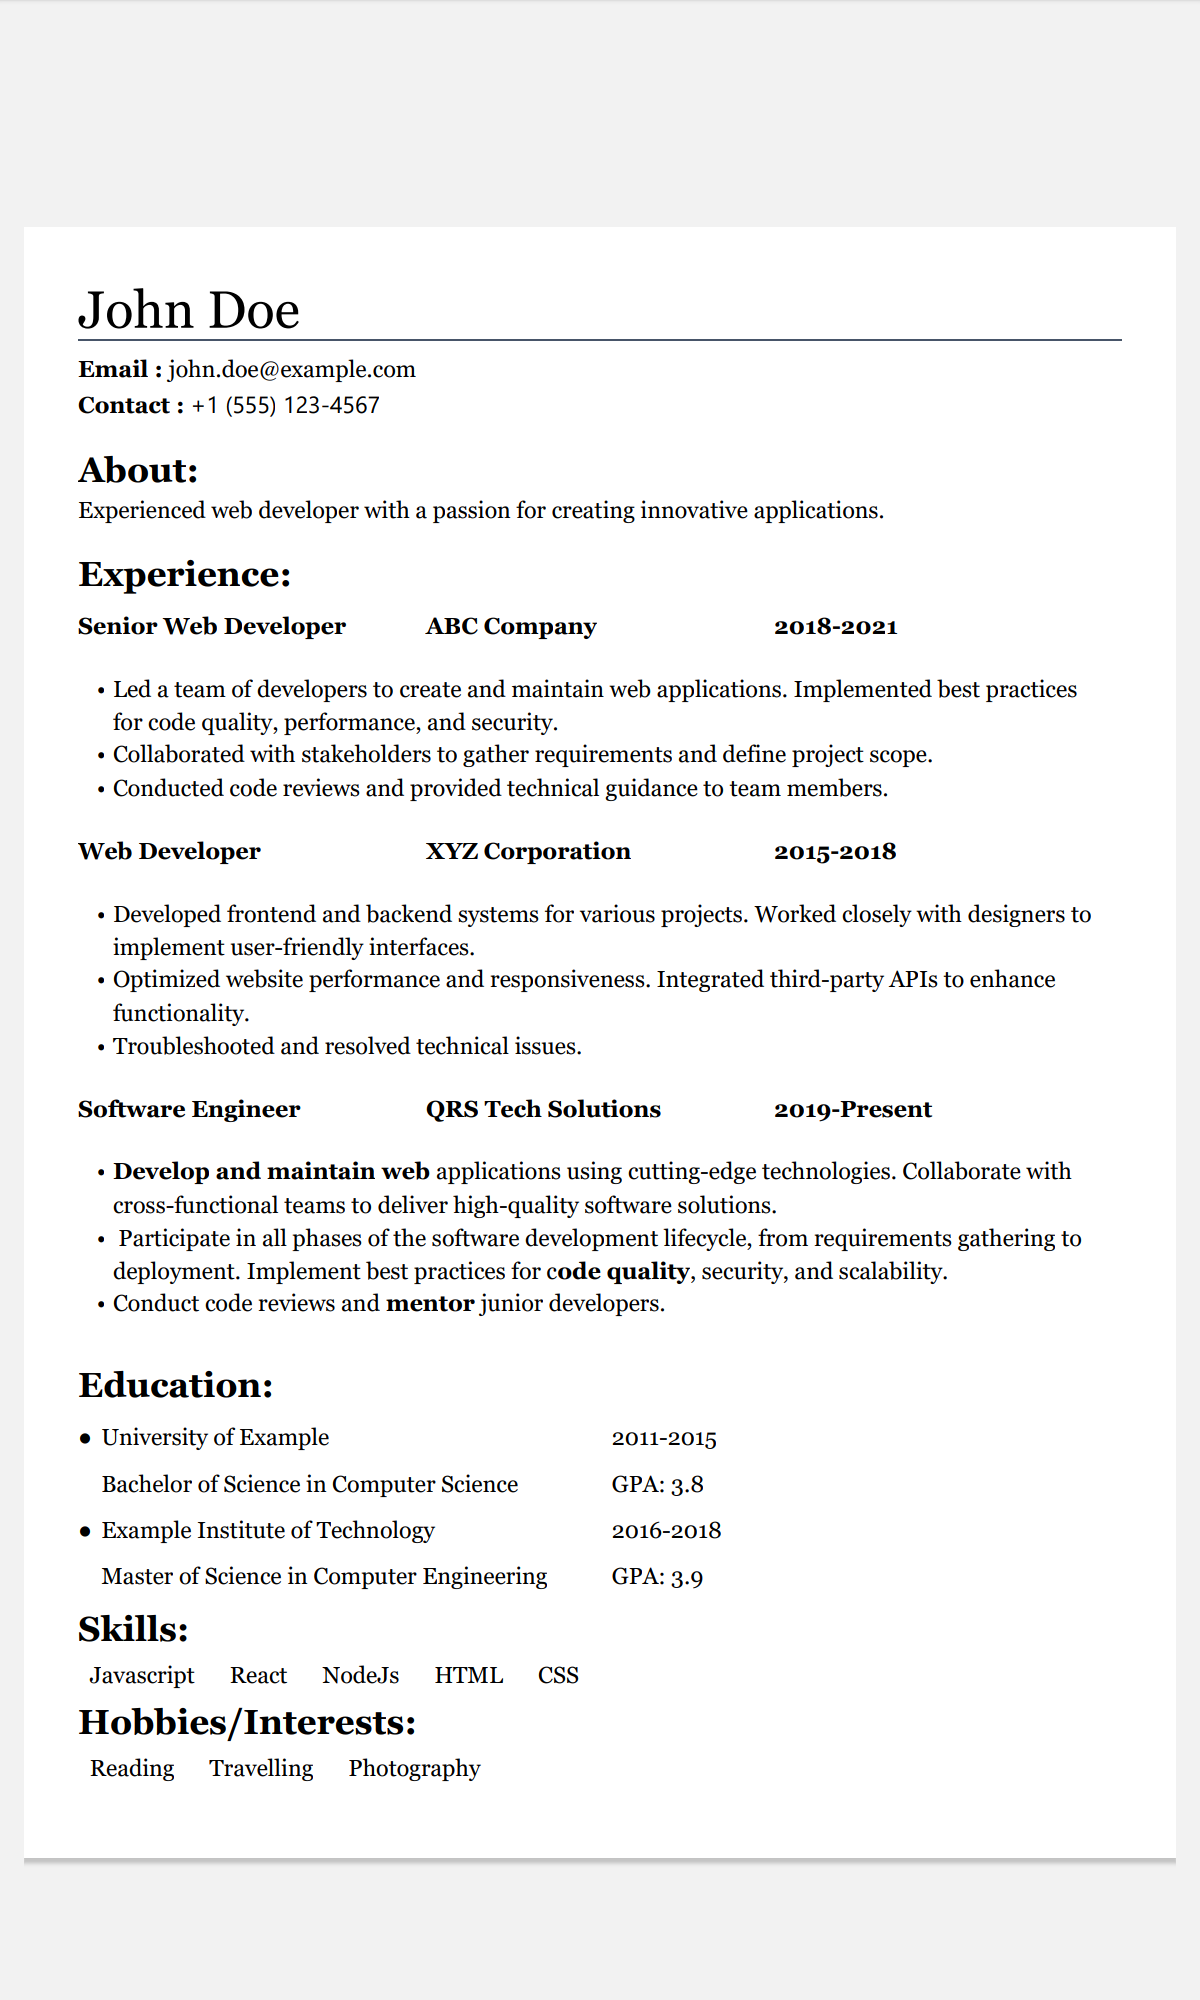 John Doe
Email : john.doe@example.com
Contact : +1 (555) 123-4567
About:
Experienced web developer with a passion for creating innovative applications.
Experience:
Senior Web Developer ABC Company 2018-2021
• Led a team of developers to create and maintain web applications. Implemented best practices
for code quality, performance, and security.
• Collaborated with stakeholders to gather requirements and define project scope.
• Conducted code reviews and provided technical guidance to team members.
Web Developer XYZ Corporation 2015-2018
• Developed frontend and backend systems for various projects. Worked closely with designers to
implement user-friendly interfaces.
• Optimized website performance and responsiveness. Integrated third-party APIs to enhance
functionality.
• Troubleshooted and resolved technical issues.
Software Engineer QRS Tech Solutions 2019-Present
• Develop and maintain web applications using cutting-edge technologies. Collaborate with
cross-functional teams to deliver high-quality software solutions.
• Participate in all phases of the software development lifecycle, from requirements gathering to
deployment. Implement best practices for code quality, security, and scalability.
• Conduct code reviews and mentor junior developers.
Education:
● University of Example 2011-2015
Bachelor of Science in Computer Science GPA: 3.8
● Example Institute of Technology 2016-2018
Master of Science in Computer Engineering GPA: 3.9
Skills:
Javascript React NodeJs HTML CSS
Hobbies/Interests:
Reading Travelling Photography